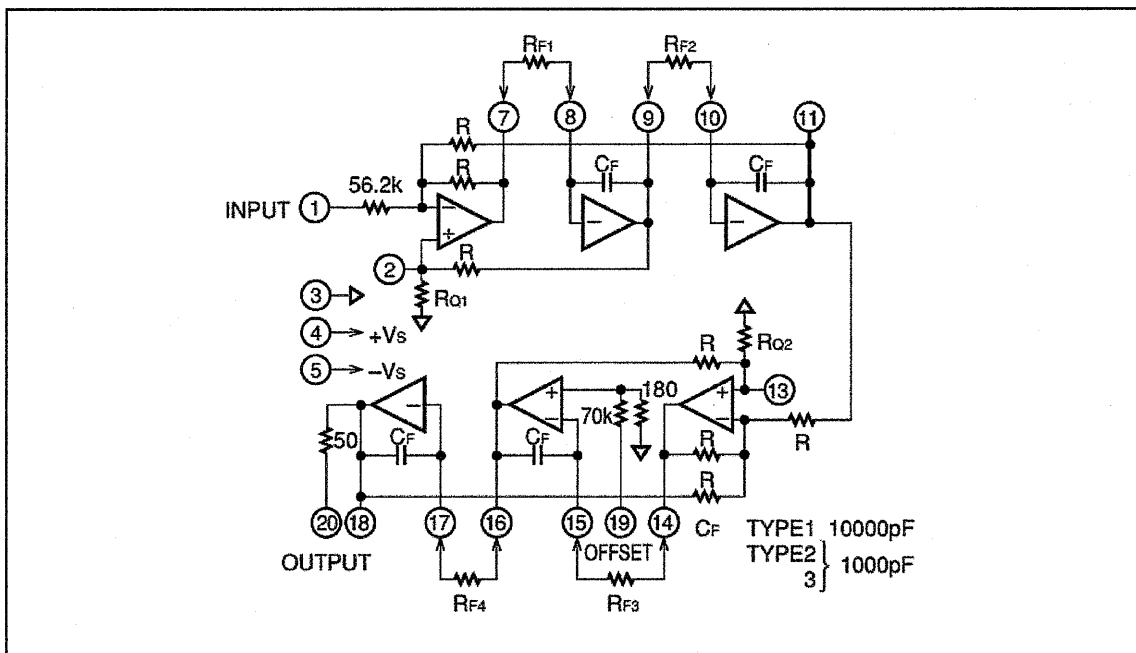 RF1 RF2
7 8 9 10 11
R
R CF CF
56.2k
INPUT 1 − − −
+
2 R
3 RQ1
4 +VS
5 −VS
R RQ2
180
− + + 13
70k −
50 CF CF R R
R
20 18 17 16 15 19 14 CF TYPE1 10000pF
OUTPUT OFFSET TYPE2
3 } 1000pF
RF4 RF3